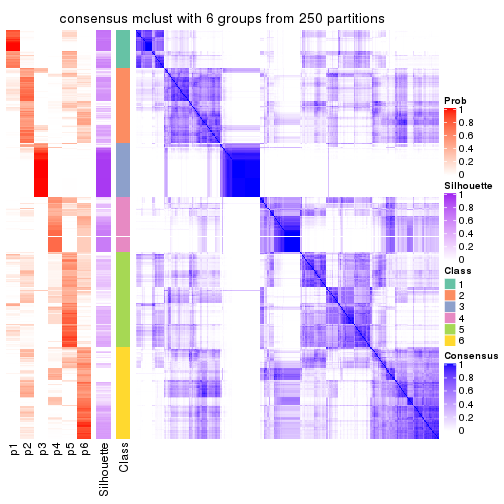 consensus mclust with 6 groups from 250 partitions
Prob
1
0.8
0.6
0.4
0.2
0
Silhouette
1
0.8
0.6
0.4
0.2
0
Class
1
2
3
4
5
6
Consensus
1
0.8
0.6
0.4
0.2
0
p1
p2
p3
p4
p5
p6
Silhouette
Class